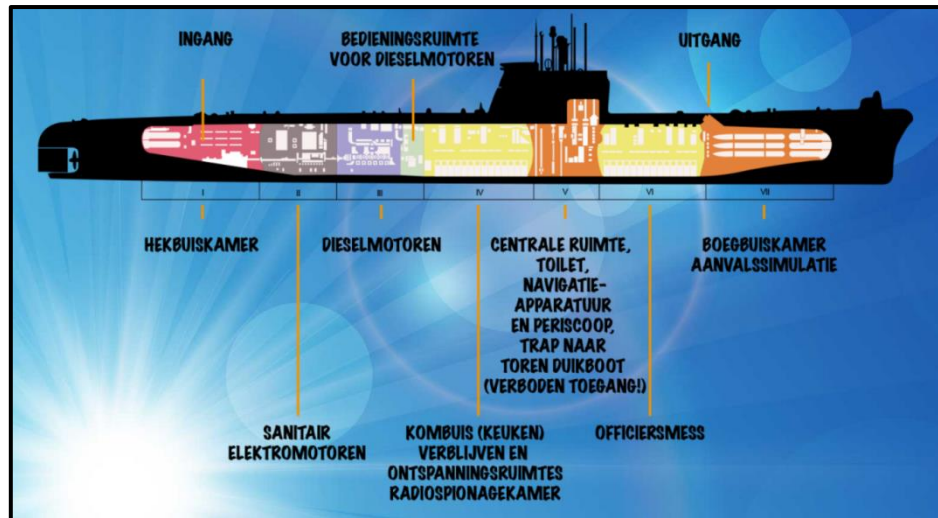 INGANG
BEDIENINGSRUIMTE
VOOR DIESELMOTOREN
UITGANG
I
II
III
IV
V
VI
VII
HEKBUISKAMER
DIESELMOTOREN
CENTRALE RUIMTE,
TOILET,
NAVIGATIE-
APPARATUUR
EN PERISCOOP,
TRAP NAAR
TOREN DUIKBOOT
(VERBODEN TOEGANG!)
BOEGBUISKAMER
AANVALSSIMULATIE
SANITAIR
ELEKTROMOTOREN
KOMBUIS (KEUKEN)
VERBLIJVEN EN
ONTSPANNINGSRUIMTES
RADIOSPIONAGEKAMER
OFFICIERSMESS